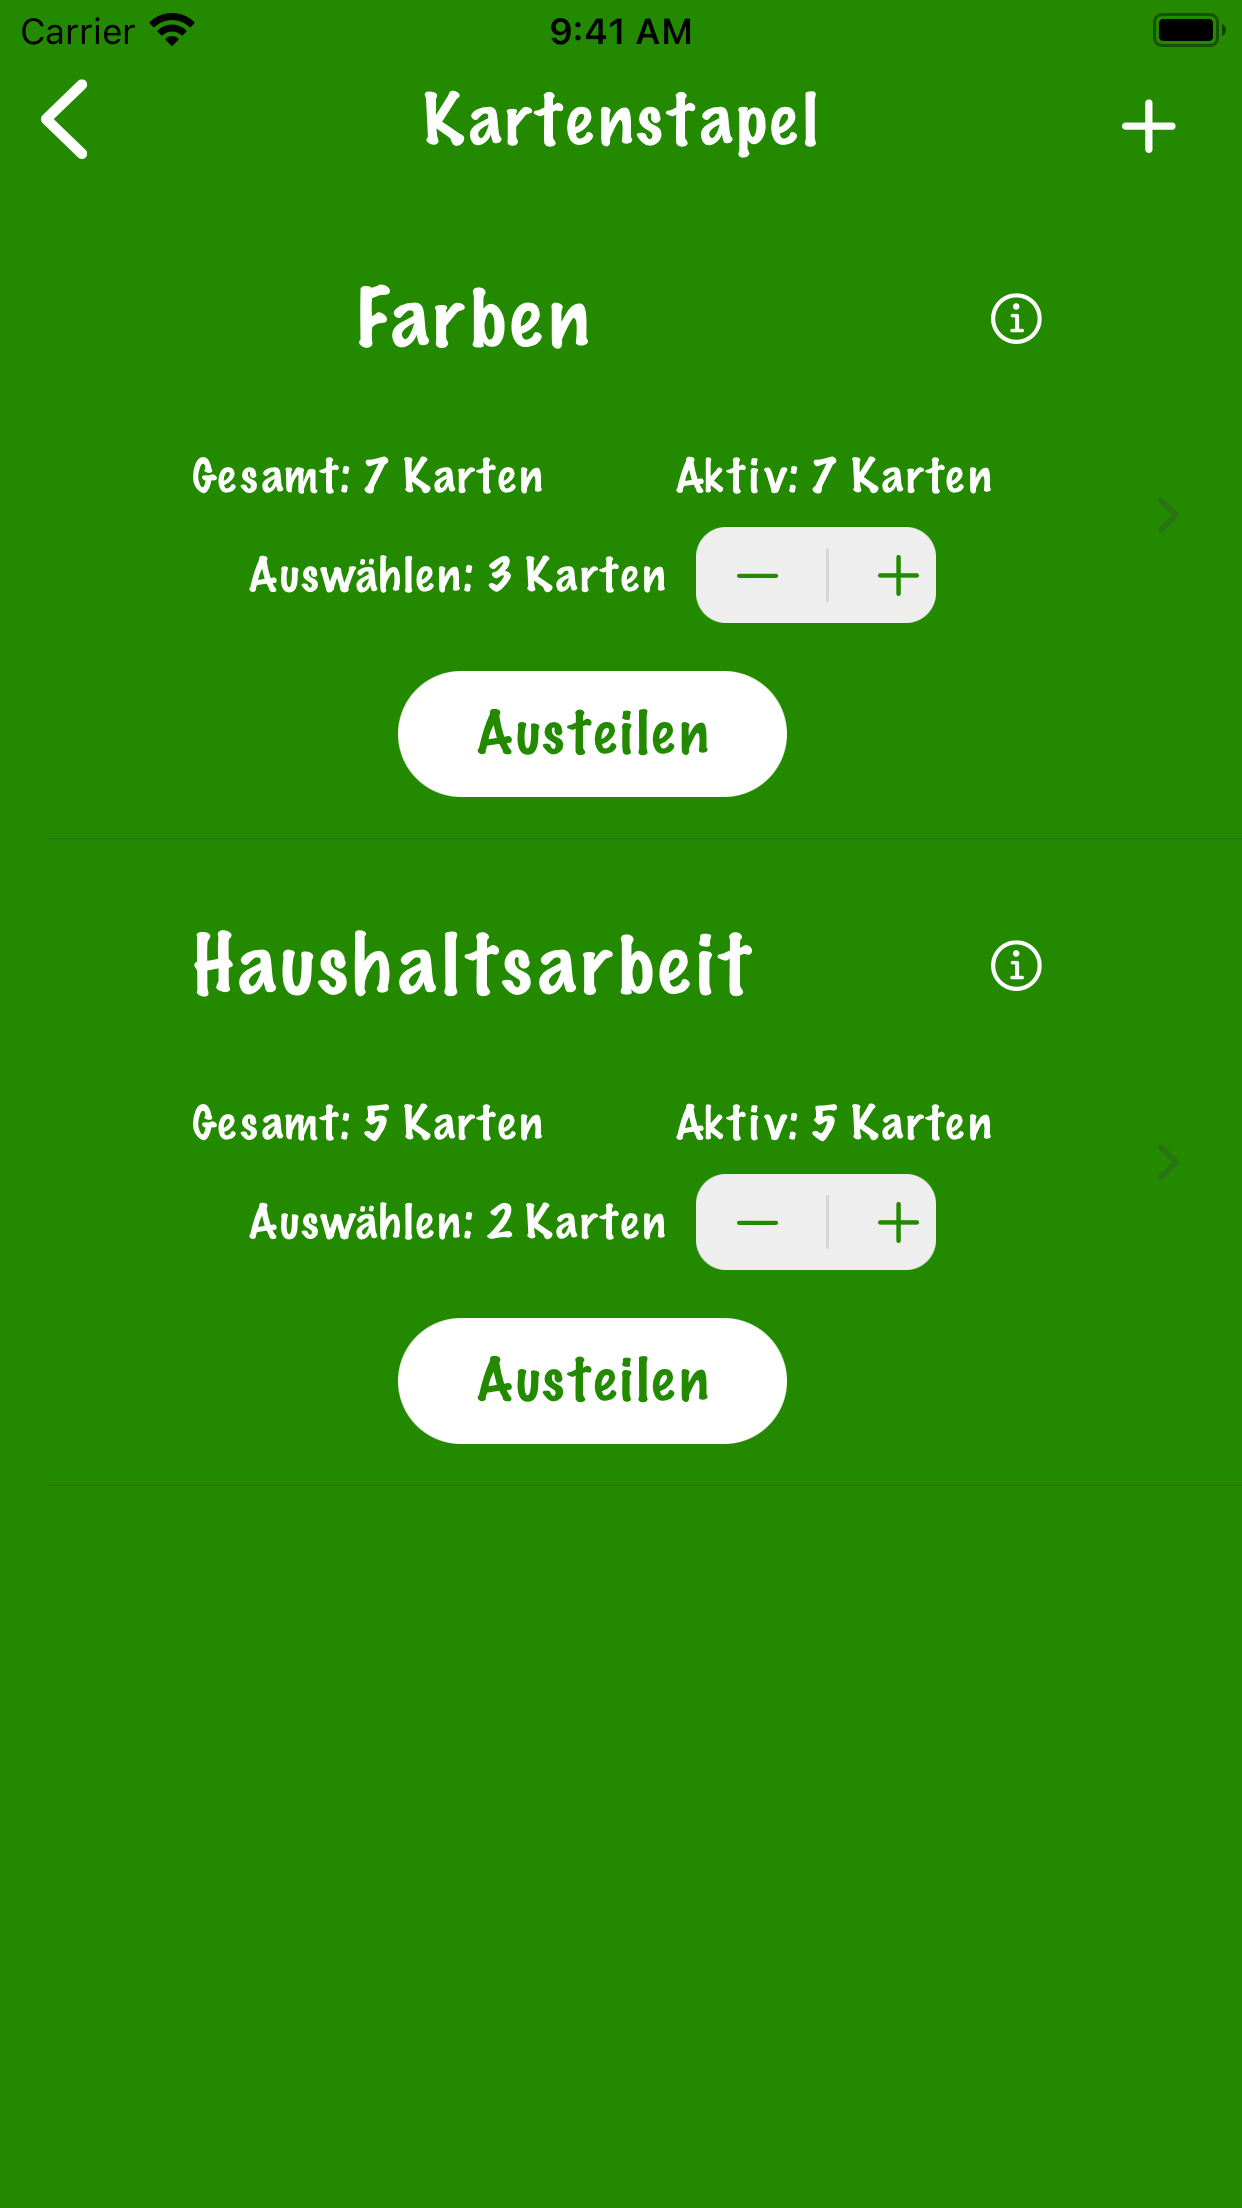 Carrier 9:41 AM
Kartenstapel
Farben
Gesamt: 7 Karten Aktiv: 7 Karten
Auswählen: 3 Karten
Austeilen
Haushaltsarbeit
Gesamt: 5 Karten Aktiv: 5 Karten
Auswählen: 2 Karten
Austeilen